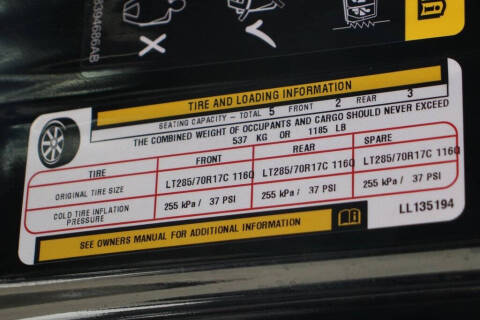 68394686AB
TIRE AND LOADING INFORMATION
SEATING CAPACITY - TOTAL 5 FRONT 2 REAR 3
THE COMBINED WEIGHT OF OCCUPANTS AND CARGO SHOULD NEVER EXCEED
537 KG OR 1185 LB
TIRE FRONT REAR SPARE
ORIGINAL TIRE SIZE LT285/70R17C 116Q LT285/70R17C 116Q LT285/70R17C 116Q
COLD TIRE INFLATION PRESSURE 255 kPa / 37 PSI 255 kPa / 37 PSI 255 kPa / 37 PSI
SEE OWNERS MANUAL FOR ADDITIONAL INFORMATION
LL135194